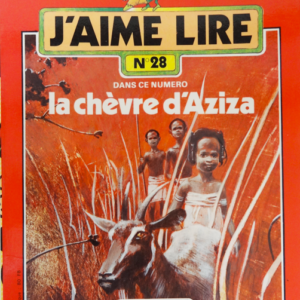 J'AIME LIRE
N°28
DANS CE NUMERO
la chèvre d'Aziza